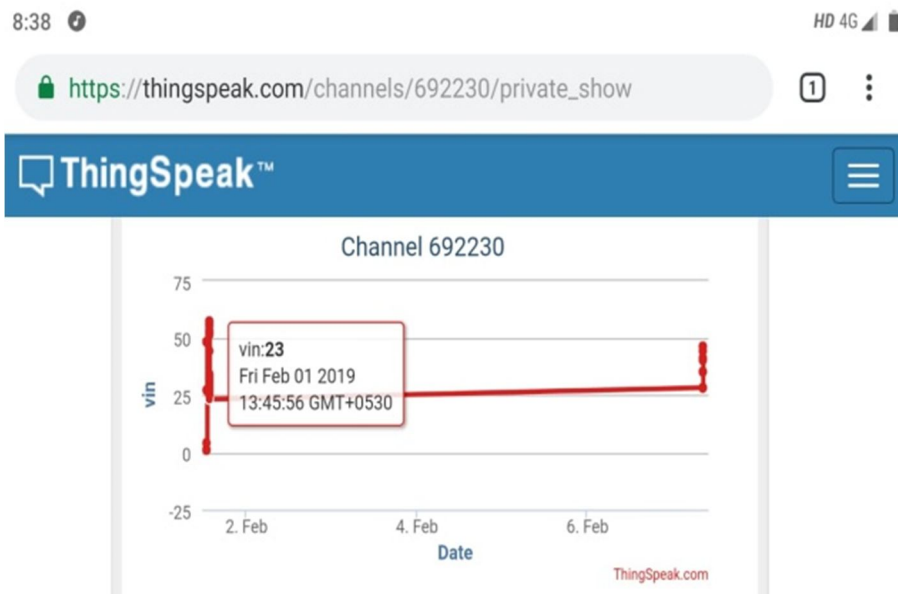 8:38 HD 4G
https://thingspeak.com/channels/692230/private_show 1
ThingSpeak™
Channel 692230
75
50
25
0
-25
vin
vin:23
Fri Feb 01 2019
13:45:56 GMT+0530
2. Feb 4. Feb 6. Feb
Date
ThingSpeak.com